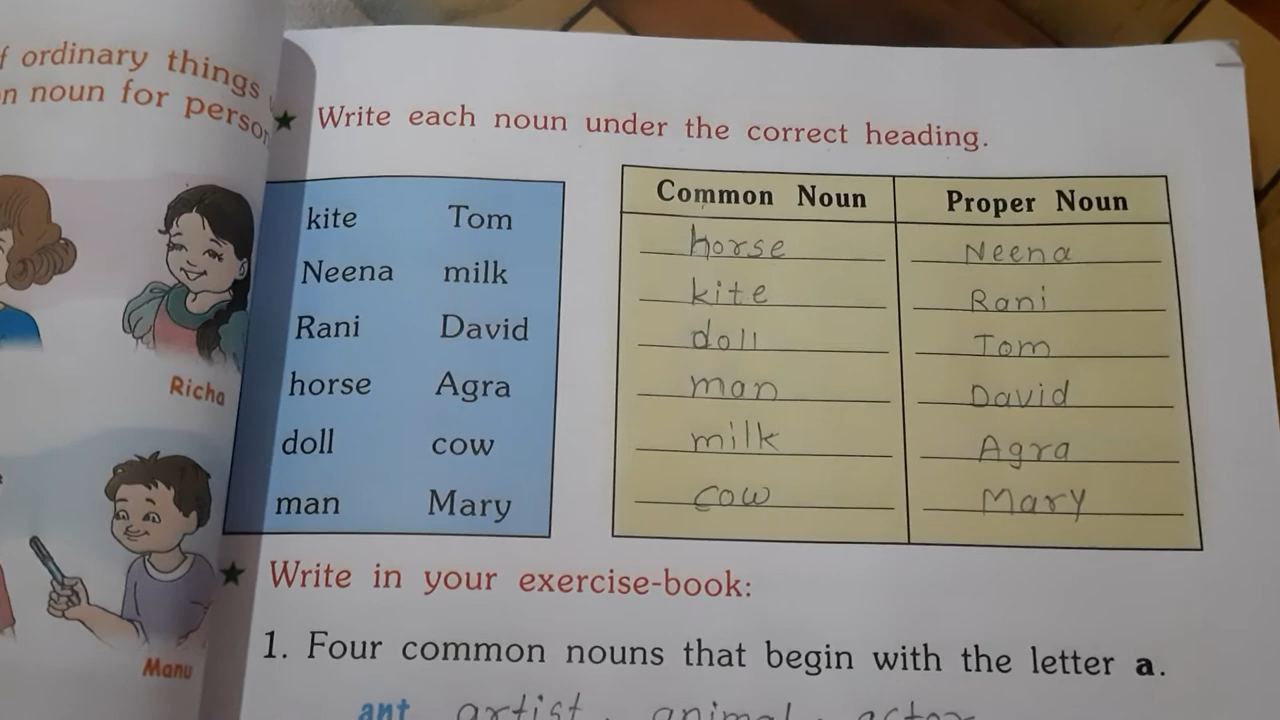 f ordinary things
n noun for person
Richa
Manu
★ Write each noun under the correct heading.
kite Tom
Neena milk
Rani David
horse Agra
doll cow
man Mary
Common Noun Proper Noun
horse Neena
kite Rani
doll Tom
man David
milk Agra
cow Mary
★ Write in your exercise-book:
1. Four common nouns that begin with the letter a.
ant artist, animal, actor